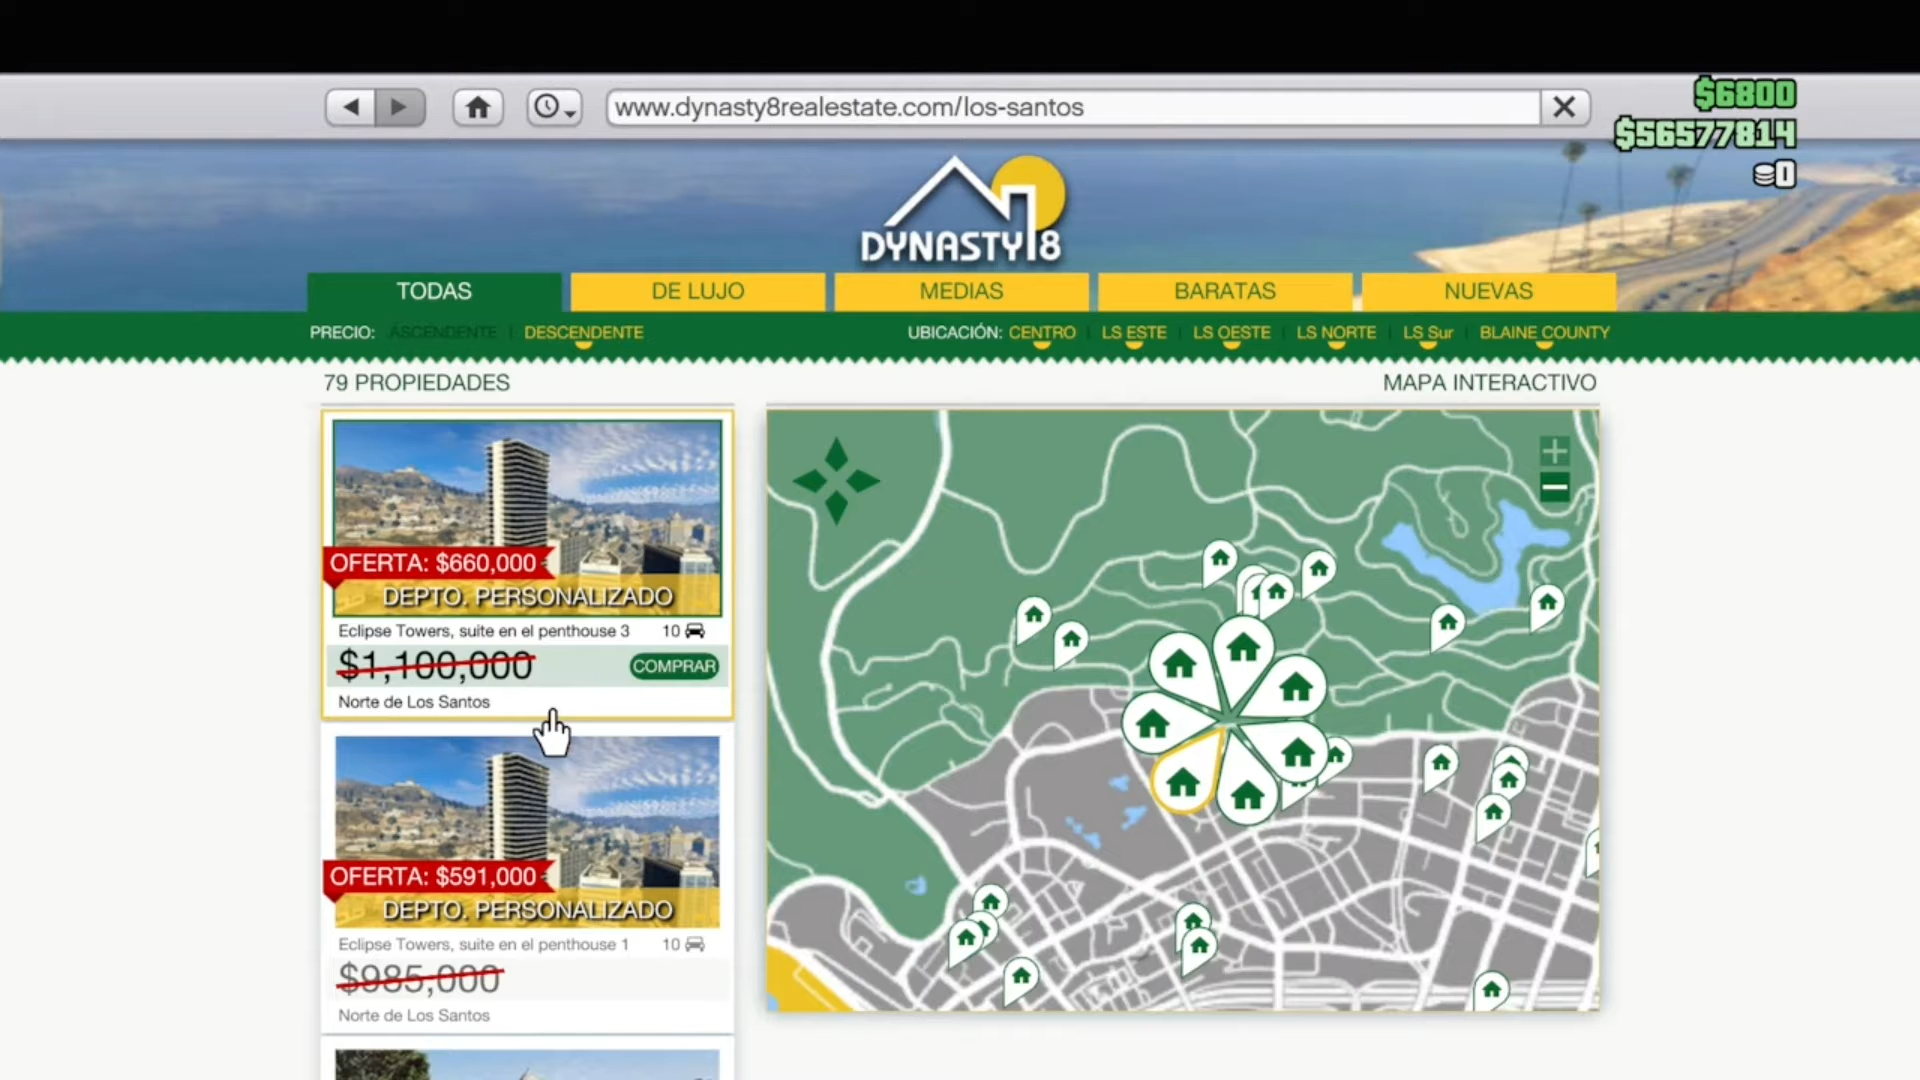 www.dynasty8realestate.com/los-santos
$6800
$56577814
0
DYNASTY 8
TODAS
DE LUJO
MEDIAS
BARATAS
NUEVAS
PRECIO: ASCENDENTE | DESCENDENTE
UBICACIÓN: CENTRO | LS ESTE | LS OESTE | LS NORTE | LS Sur | BLAINE COUNTY
79 PROPIEDADES
MAPA INTERACTIVO
OFERTA: $660,000
DEPTO. PERSONALIZADO
Eclipse Towers, suite en el penthouse 3 10
$1,100,000 COMPRAR
Norte de Los Santos
OFERTA: $591,000
DEPTO. PERSONALIZADO
Eclipse Towers, suite en el penthouse 1 10
$985,000
Norte de Los Santos